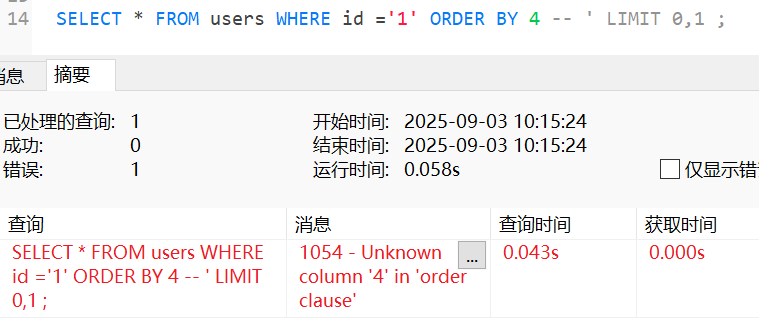 14 SELECT * FROM users WHERE id ='1' ORDER BY 4 -- ' LIMIT 0,1 ;
消息 摘要
已处理的查询: 1 开始时间: 2025-09-03 10:15:24
成功: 0 结束时间: 2025-09-03 10:15:24
错误: 1 运行时间: 0.058s 仅显示错
查询 消息 查询时间 获取时间
SELECT * FROM users WHERE 1054 - Unknown ... 0.043s 0.000s
id ='1' ORDER BY 4 -- ' LIMIT column '4' in 'order
0,1 ; clause'